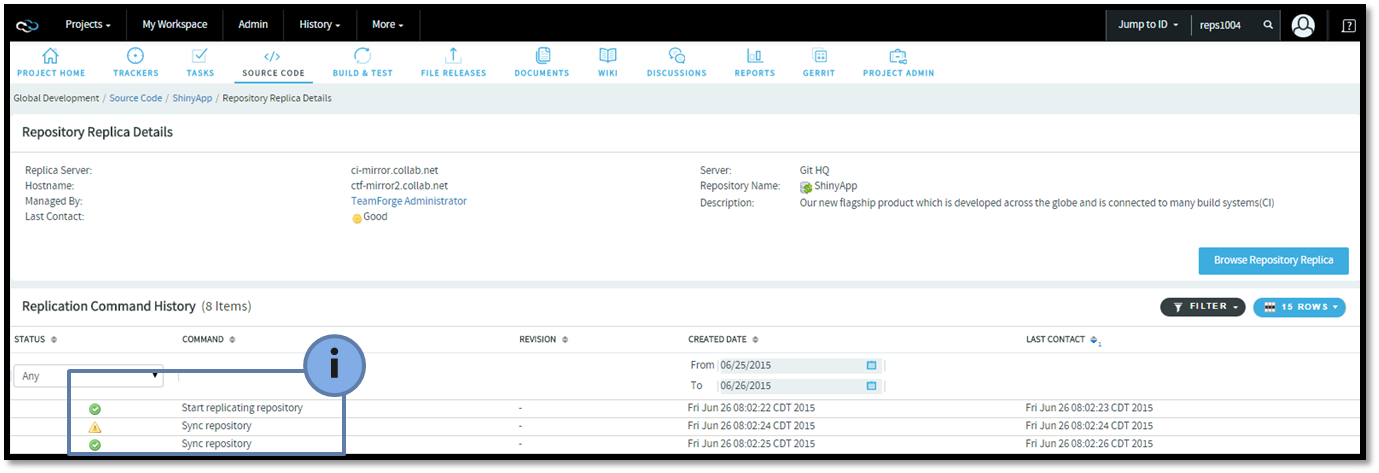 Projects My Workspace Admin History More Jump to ID reps1004
PROJECT HOME TRACKERS TASKS SOURCE CODE BUILD & TEST FILE RELEASES DOCUMENTS WIKI DISCUSSIONS REPORTS GERRIT PROJECT ADMIN
Global Development / Source Code / ShinyApp / Repository Replica Details
Repository Replica Details
Replica Server: ci-mirror.collab.net Server: Git HQ
Hostname: ctf-mirror2.collab.net Repository Name: ShinyApp
Managed By: TeamForge Administrator Description: Our new flagship product which is developed across the globe and is connected to many build systems(CI)
Last Contact: Good
Browse Repository Replica
Replication Command History (8 Items) FILTER 15 ROWS
STATUS COMMAND REVISION CREATED DATE LAST CONTACT 1
i
From 06/25/2015
Any
To 06/26/2015
Start replicating repository - Fri Jun 26 08:02:22 CDT 2015 Fri Jun 26 08:02:23 CDT 2015
Sync repository - Fri Jun 26 08:02:24 CDT 2015 Fri Jun 26 08:02:24 CDT 2015
Sync repository - Fri Jun 26 08:02:25 CDT 2015 Fri Jun 26 08:02:26 CDT 2015